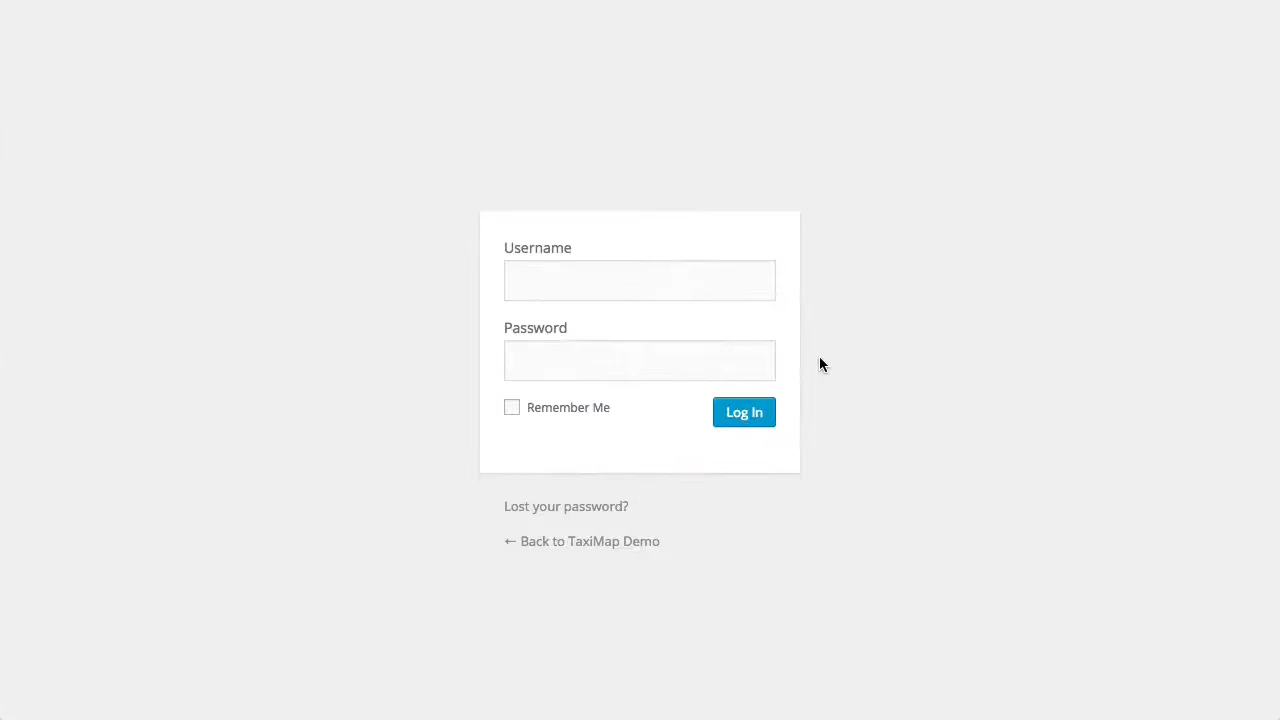 Username
Password
Remember Me
Log In
Lost your password?
← Back to TaxiMap Demo